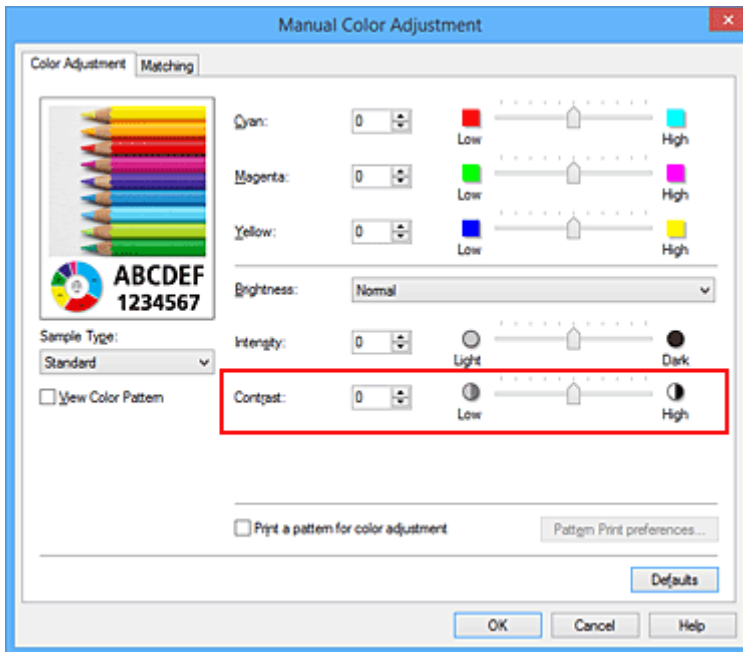 Manual Color Adjustment
Color Adjustment
Matching
ABCDEF
1234567
Sample Type:
Standard
View Color Pattern
Cyan:
0
Low
High
Magenta:
0
Low
High
Yellow:
0
Low
High
Brightness:
Normal
Intensity:
0
Light
Dark
Contrast:
0
Low
High
Print a pattern for color adjustment
Pattern Print preferences...
Defaults
OK
Cancel
Help